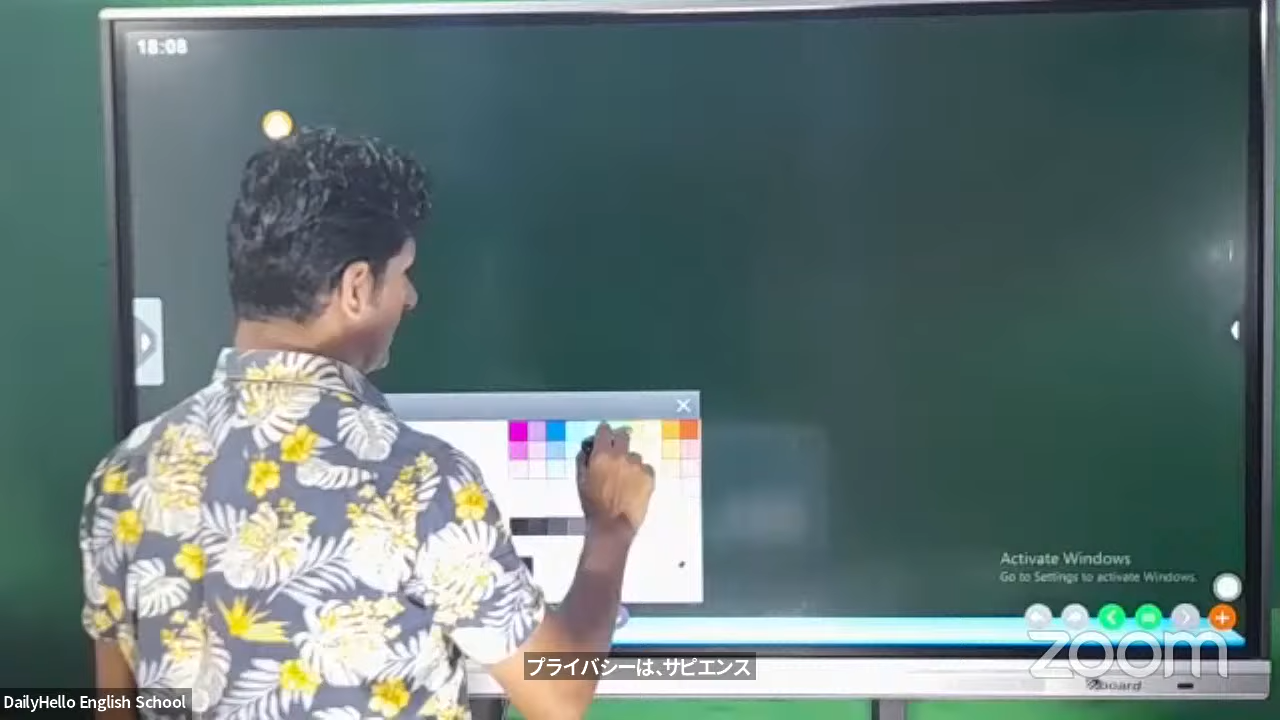 18:08
Activate Windows
Go to Settings to activate Windows.
zoom
プライバシーは、サピエンス
DailyHello English School